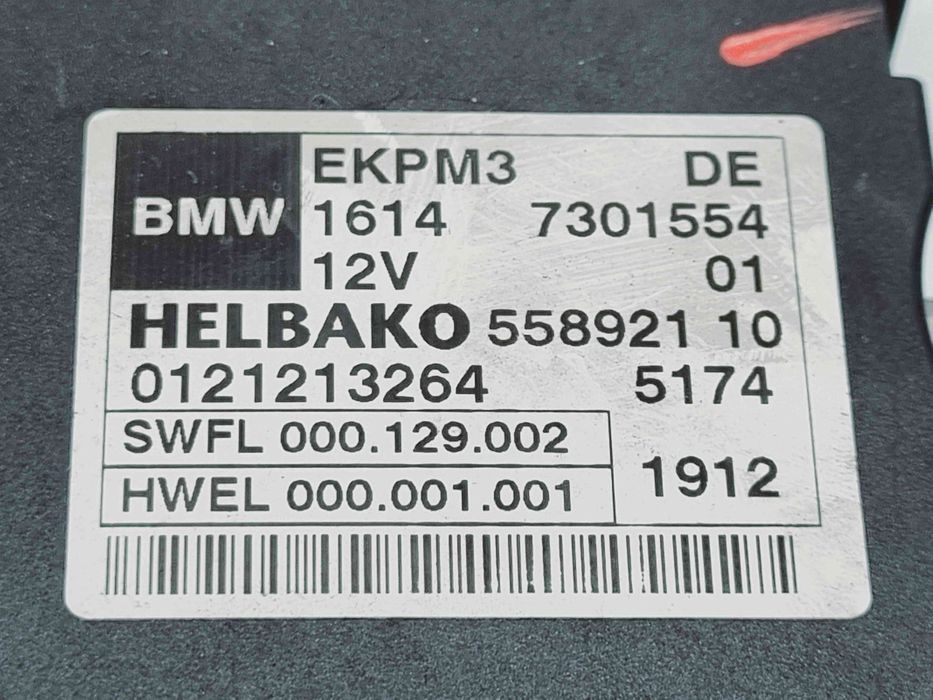 EKPM3 DE
BMW 1614 7301554
12V 01
HELBAKO 558921 10
0121213264 5174
SWFL 000.129.002
HWEL 000.001.001
1912